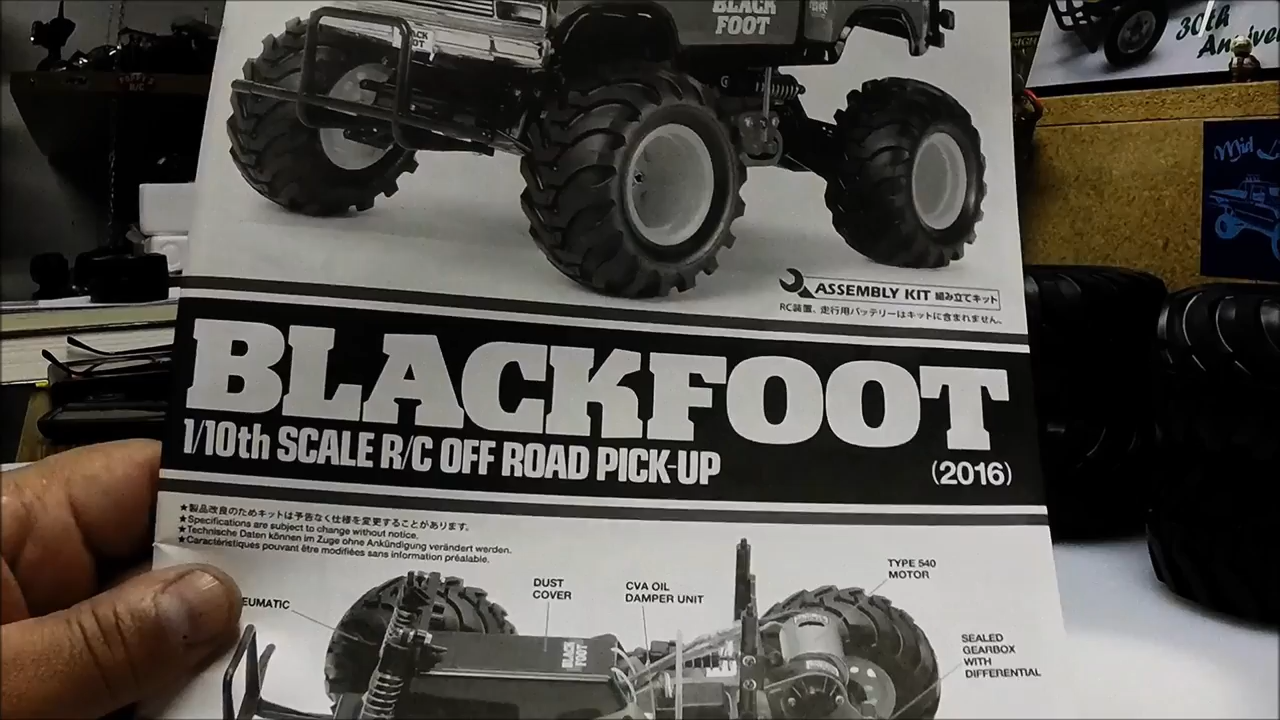 BLACK
FOOT
30th
Anniver
Mid
ASSEMBLY KIT 組み立てキット
RC装置、走行用バッテリーはキットに含まれません。
BLACKFOOT
1/10th SCALE R/C OFF ROAD PICK-UP
(2016)
★製品改良のためキットは予告なく仕様を変更することがあります。
★Specifications are subject to change without notice.
★Technische Daten können im Zuge ohne Ankündigung verändert werden.
★Caractéristiques pouvant être modifiées sans information préalable.
EUMATIC
DUST
COVER
CVA OIL
DAMPER UNIT
TYPE 540
MOTOR
BLACK
FOOT
SEALED
GEARBOX
WITH
DIFFERENTIAL